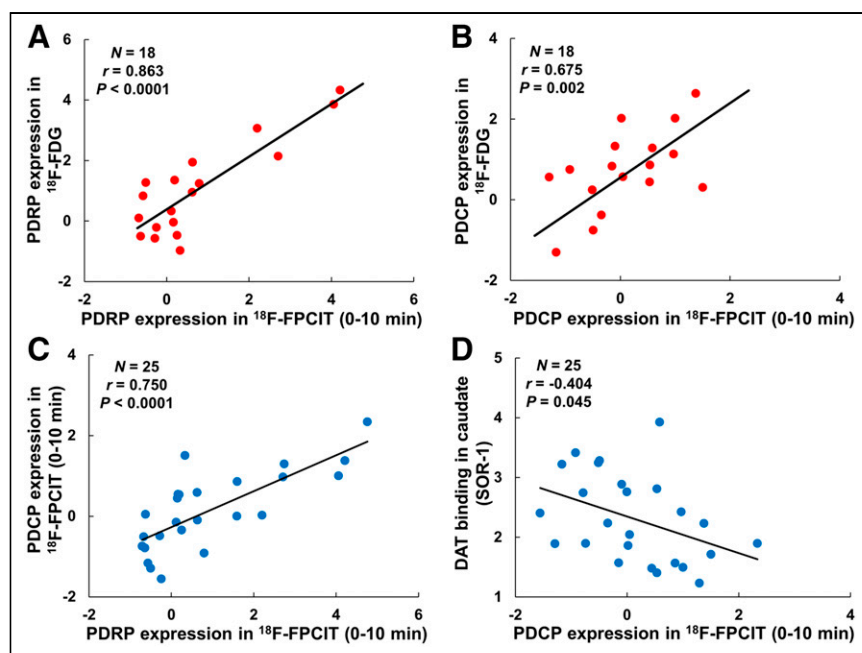 A
N = 18
r = 0.863
P < 0.0001
PDRP expression in
¹⁸F-FDG
6
4
2
0
-2
-2
0
2
4
6
PDRP expression in ¹⁸F-FPCIT (0-10 min)
B
N = 18
r = 0.675
P = 0.002
PDCP expression in
¹⁸F-FDG
4
2
0
-2
-2
0
2
4
PDCP expression in ¹⁸F-FPCIT (0-10 min)
C
N = 25
r = 0.750
P < 0.0001
PDCP expression in
¹⁸F-FPCIT (0-10 min)
4
2
0
-2
-2
0
2
4
6
PDRP expression in ¹⁸F-FPCIT (0-10 min)
D
N = 25
r = -0.404
P = 0.045
DAT binding in caudate
(SOR-1)
5
4
3
2
1
-2
0
2
4
PDCP expression in ¹⁸F-FPCIT (0-10 min)